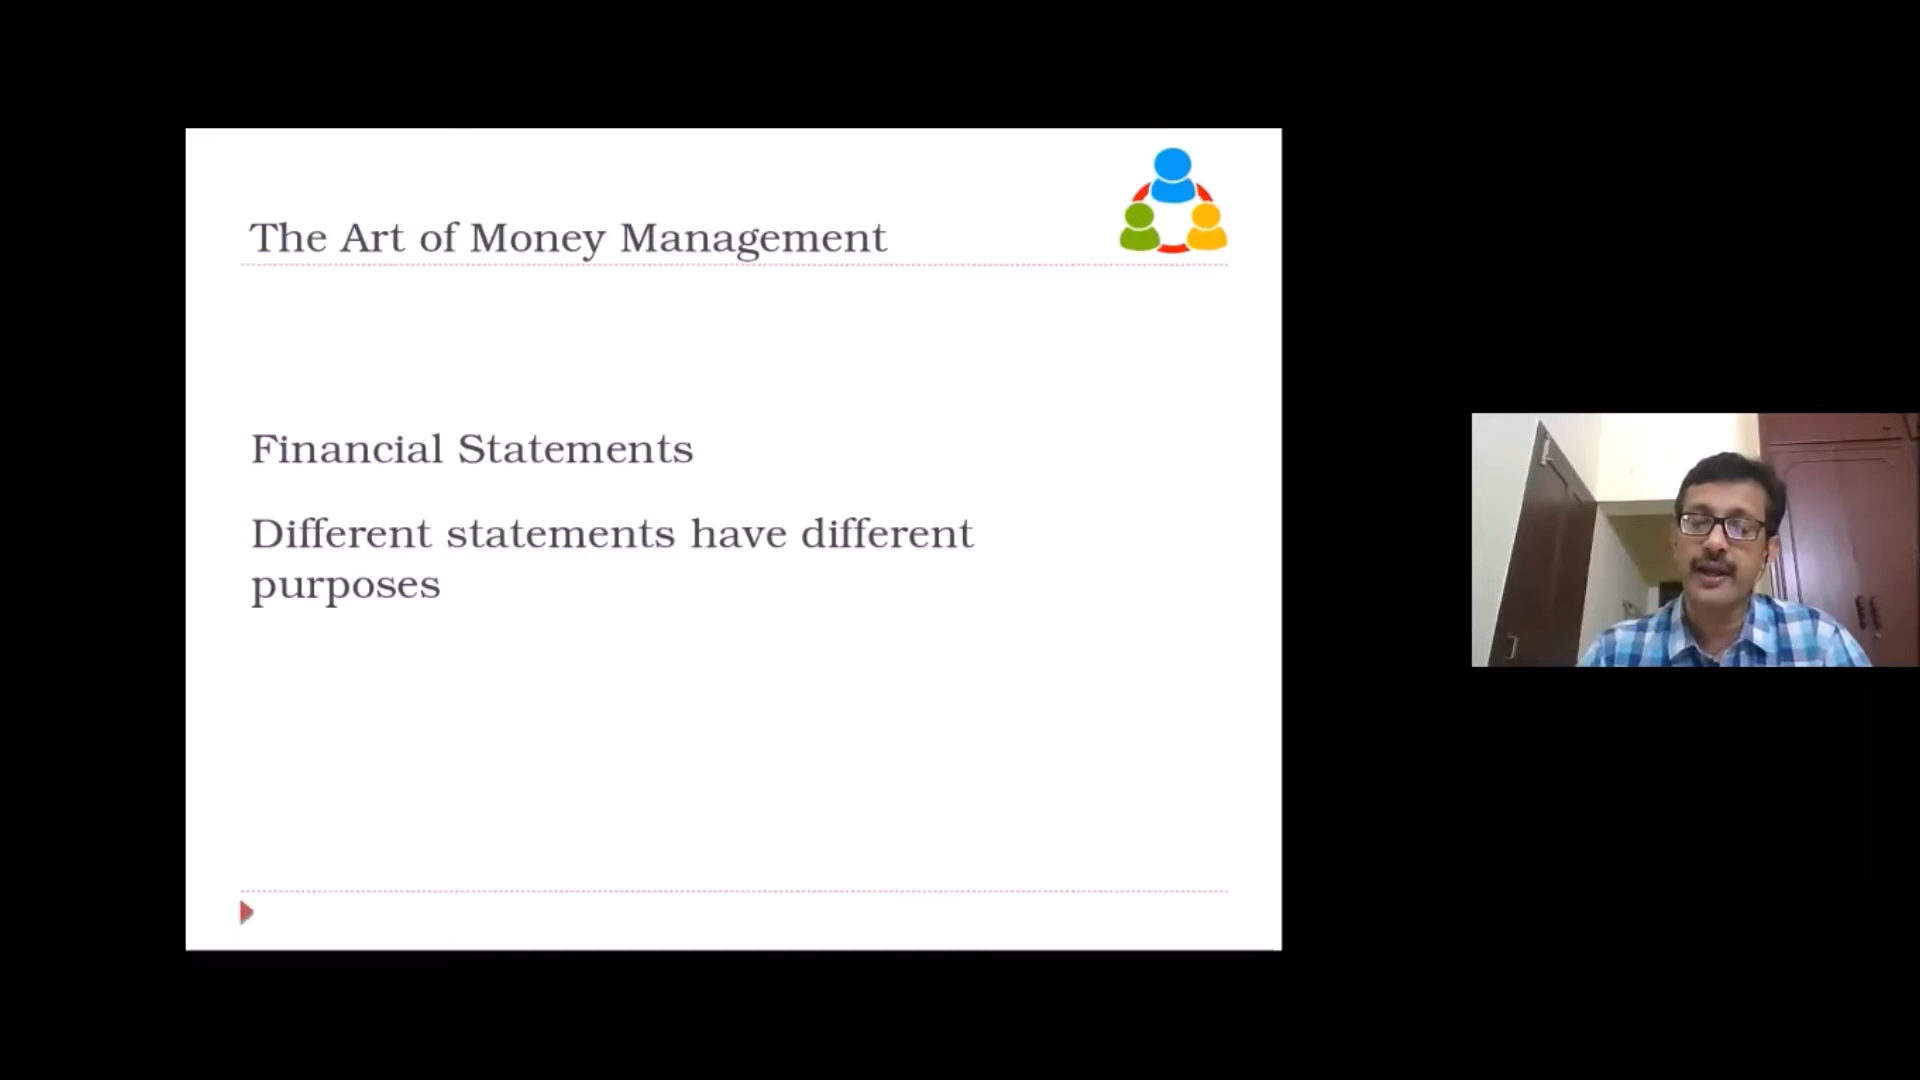 The Art of Money Management
Financial Statements
Different statements have different
purposes